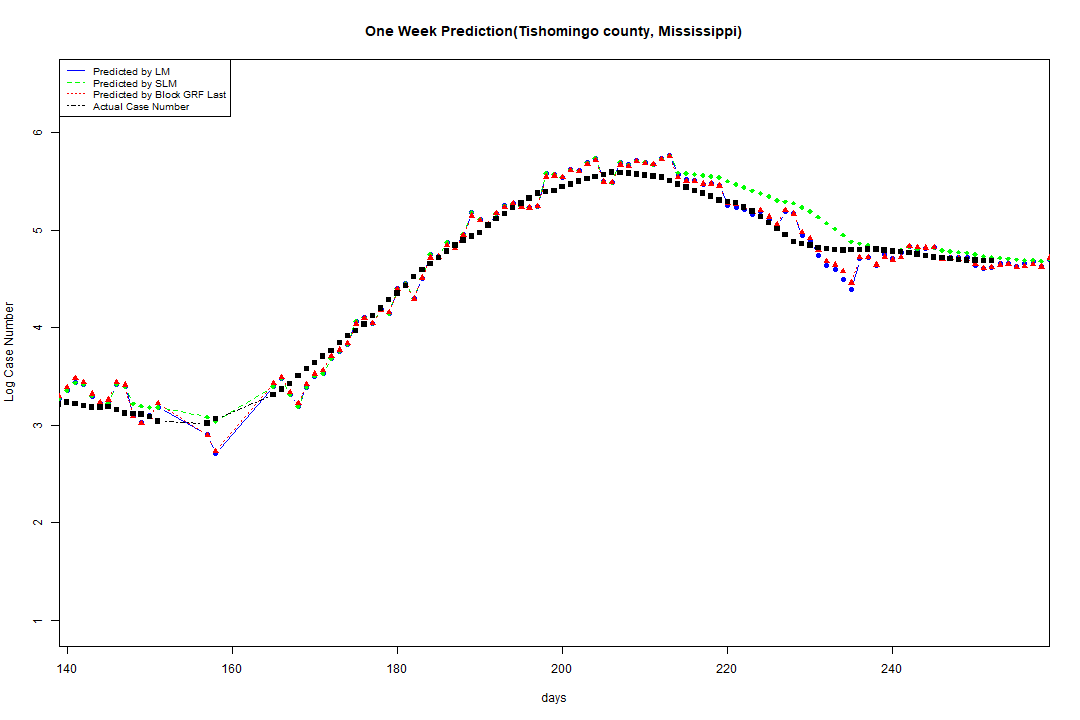 One Week Prediction(Tishomingo county, Mississippi)
Predicted by LM
Predicted by SLM
Predicted by Block GRF Last
Actual Case Number
6
5
4
3
2
1
Log Case Number
140 160 180 200 220 240
days